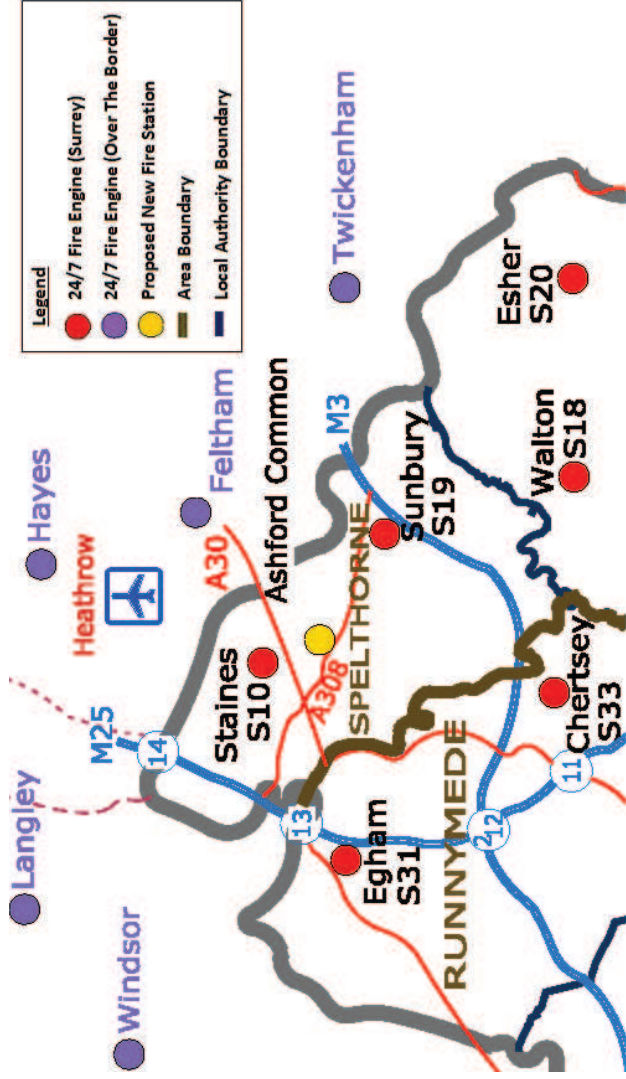 Legend
24/7 Fire Engine (Surrey)
24/7 Fire Engine (Over The Border)
Proposed New Fire Station
Area Boundary
Local Authority Boundary
Langley
Windsor
Hayes
Heathrow
Feltham
Twickenham
M25
14
A30
Staines
S10
Ashford Common
A308
M3
13
SPELTHORNE
Egham
S31
Sunbury
S19
RUNNYMEDE
2
12
11
Chertsey
S33
Walton
S18
Esher
S20